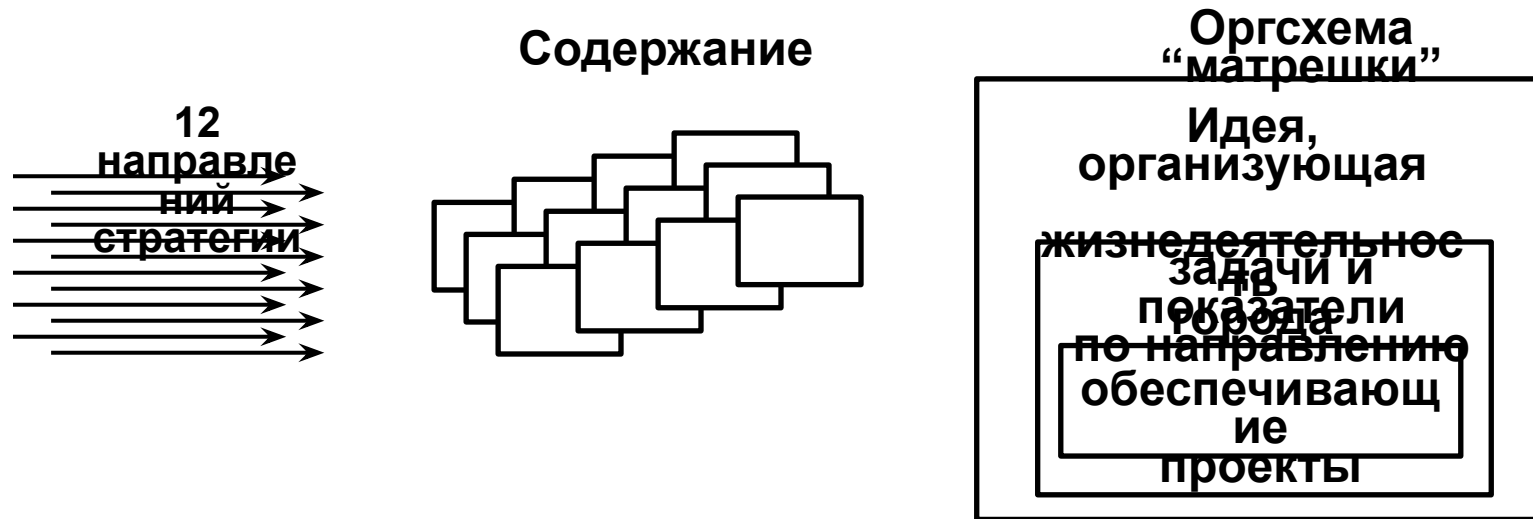 Содержание
12
направле
ний
стратегии
Оргсхема
“матрешки”
Идея,
организующая
жизнедеятельнос
ть
города
задачи и
показатели
по направлению
обеспечивающ
ие
проекты